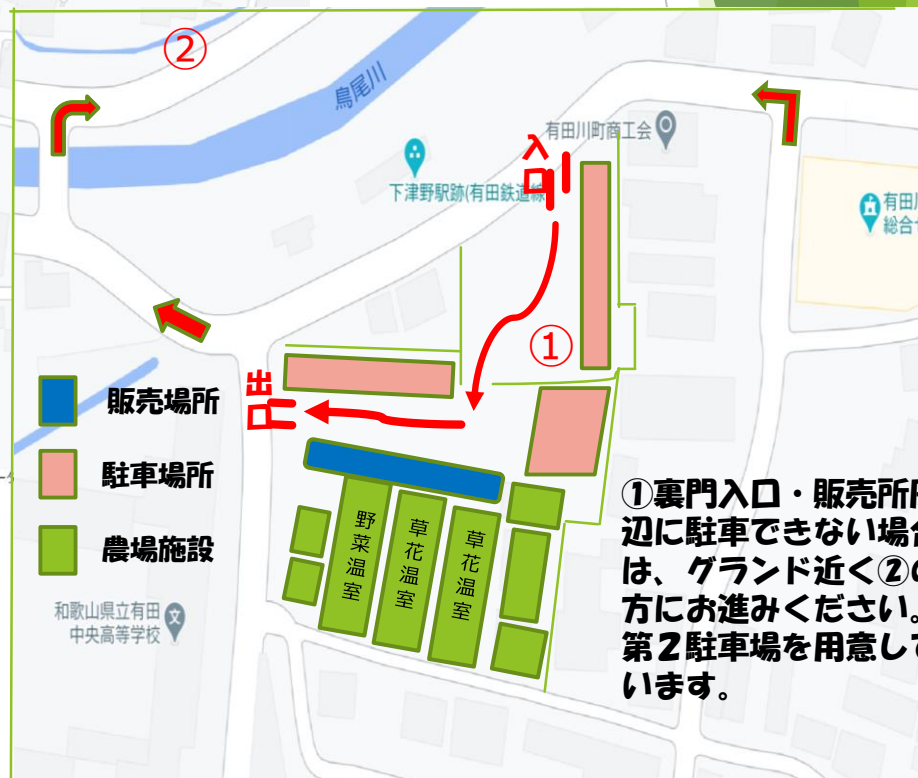 ②
鳥尾川
有田川町商工会
入口
下津野駅跡(有田鉄道線
有田川
総合セ
①
出口
販売場所
駐車場所
農場施設
野菜温室
草花温室
草花温室
和歌山県立有田
中央高等学校
①裏門入口・販売所周
辺に駐車できない場合
は、グランド近く②の
方にお進みください。
第2駐車場を用意して
います。